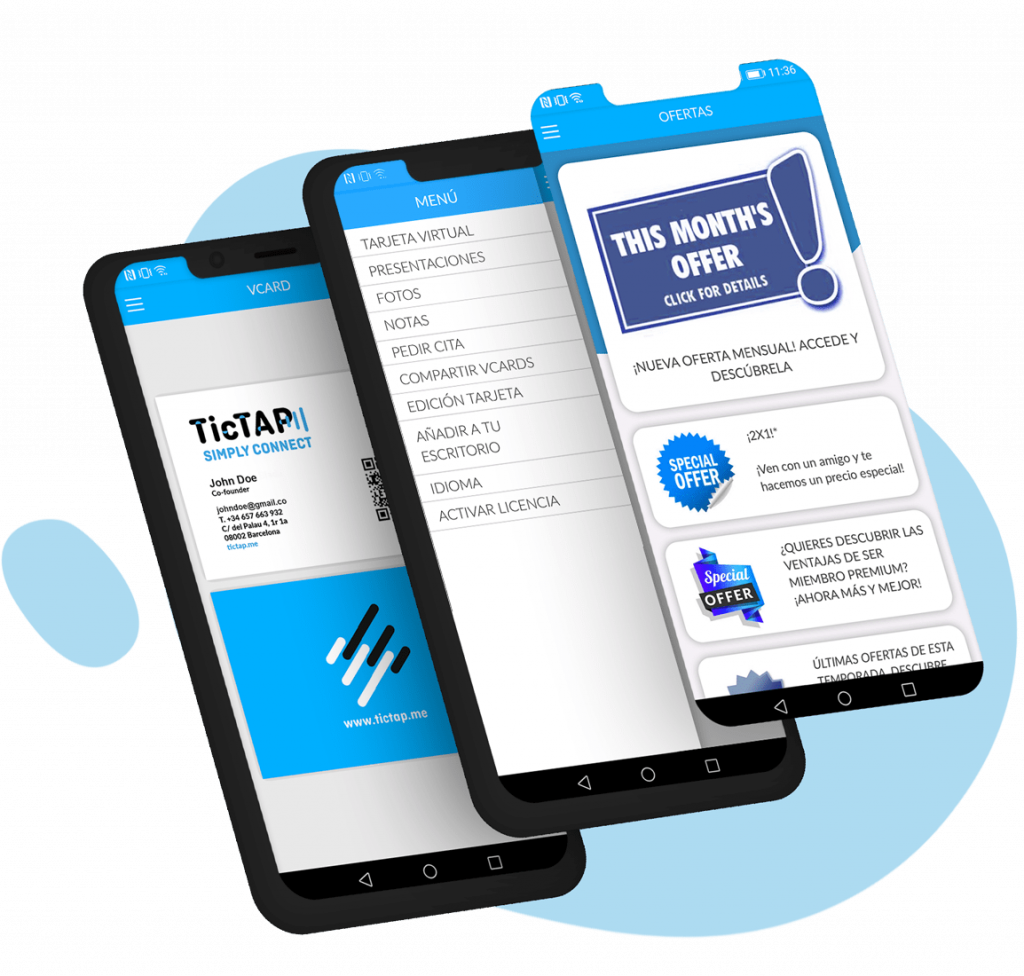 VCARD
TicTAP
SIMPLY CONNECT
John Doe
Co-founder
johndoe@gmail.co
T. +34 657 663 932
C/ del Palau 4, 1r 1a
08002 Barcelona
tictap.me
www.tictap.me
MENÚ
TARJETA VIRTUAL
PRESENTACIONES
FOTOS
NOTAS
PEDIR CITA
COMPARTIR VCARDS
EDICIÓN TARJETA
AÑADIR A TU
ESCRITORIO
IDIOMA
ACTIVAR LICENCIA
11:36
OFERTAS
THIS MONTH'S
OFFER
CLICK FOR DETAILS
¡NUEVA OFERTA MENSUAL! ACCEDE Y
DESCÚBRELA
SPECIAL
OFFER
¡2X1!*
¡Ven con un amigo y te
hacemos un precio especial!
Special
OFFER
¿QUIERES DESCUBRIR LAS
VENTAJAS DE SER
MIEMBRO PREMIUM?
¡AHORA MÁS Y MEJOR!
ÚLTIMAS OFERTAS DE ESTA
TEMPORADA. DESCUBRE